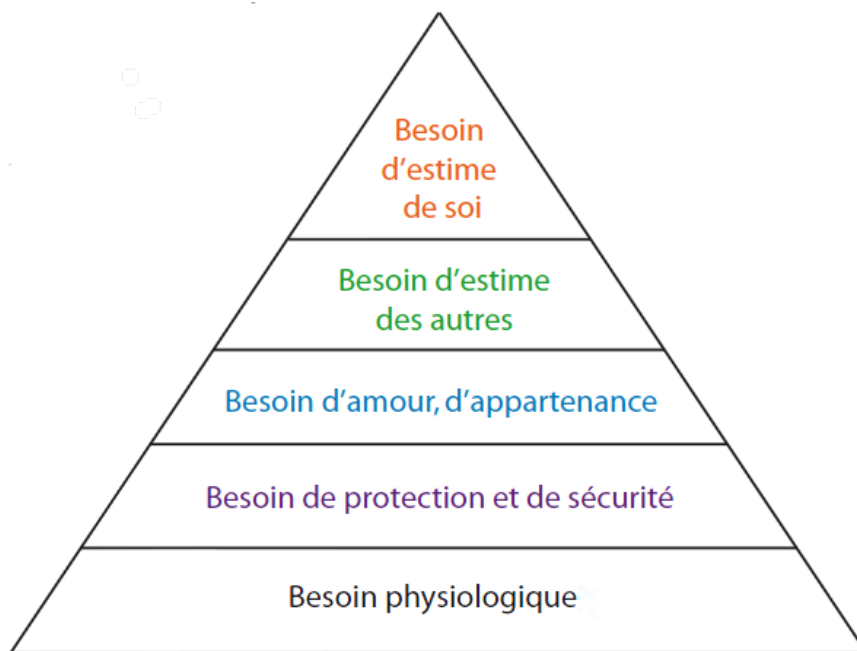 Besoin
d’estime
de soi
Besoin d’estime
des autres
Besoin d’amour, d’appartenance
Besoin de protection et de sécurité
Besoin physiologique